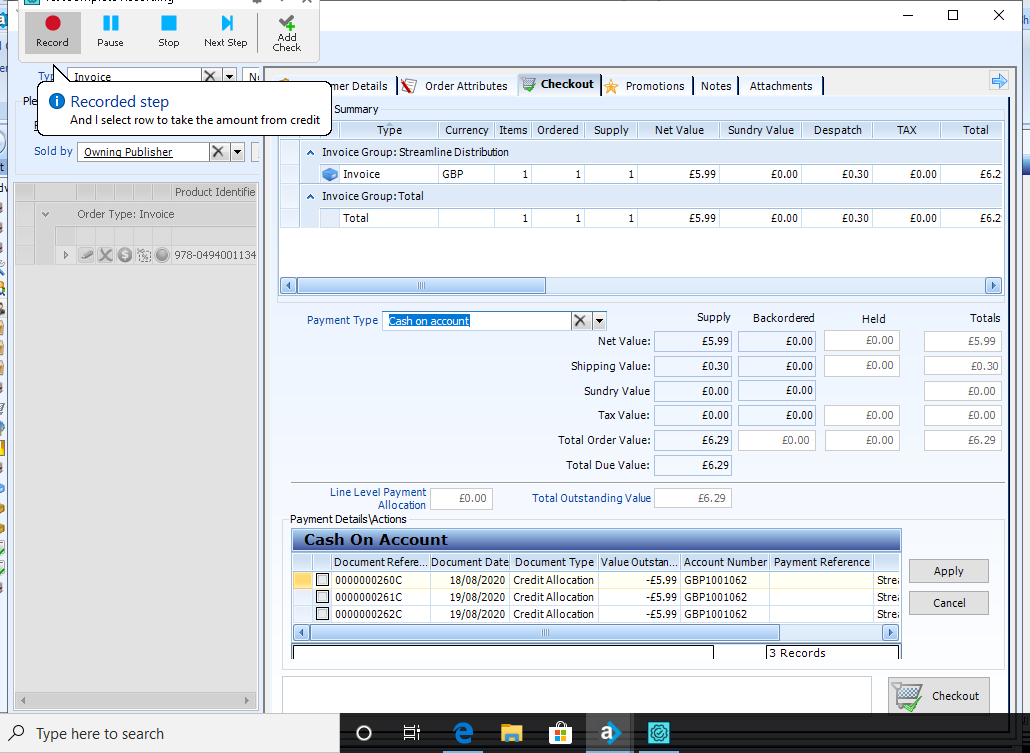 Record
Pause
Stop
Next Step
Add
Check
Invoice
Recorded step
And I select row to take the amount from credit
Sold by
Owning Publisher
Product Identifie
Order Type: Invoice
978-0494001134
mer Details
Order Attributes
Checkout
Promotions
Notes
Attachments
Summary
Type Currency Items Ordered Supply Net Value Sundry Value Despatch TAX Total
Invoice Group: Streamline Distribution
Invoice GBP 1 1 1 £5.99 £0.00 £0.30 £0.00 £6.2
Invoice Group: Total
Total 1 1 1 £5.99 £0.00 £0.30 £0.00 £6.2
Payment Type Cash on account
Supply Backordered Held Totals
Net Value: £5.99 £0.00 £0.00 £5.99
Shipping Value: £0.30 £0.00 £0.00 £0.30
Sundry Value £0.00 £0.00 £0.00
Tax Value: £0.00 £0.00 £0.00 £0.00
Total Order Value: £6.29 £0.00 £0.00 £6.29
Total Due Value: £6.29
Line Level Payment
Allocation £0.00 Total Outstanding Value £6.29
Payment Details\Actions
Cash On Account
Document Refere... Document Date Document Type Value Outstan... Account Number Payment Reference
0000000260C 18/08/2020 Credit Allocation -£5.99 GBP1001062 Strea
0000000261C 19/08/2020 Credit Allocation -£5.99 GBP1001062 Strea
0000000262C 19/08/2020 Credit Allocation -£5.99 GBP1001062 Strea
3 Records
Apply
Cancel
Checkout
Type here to search